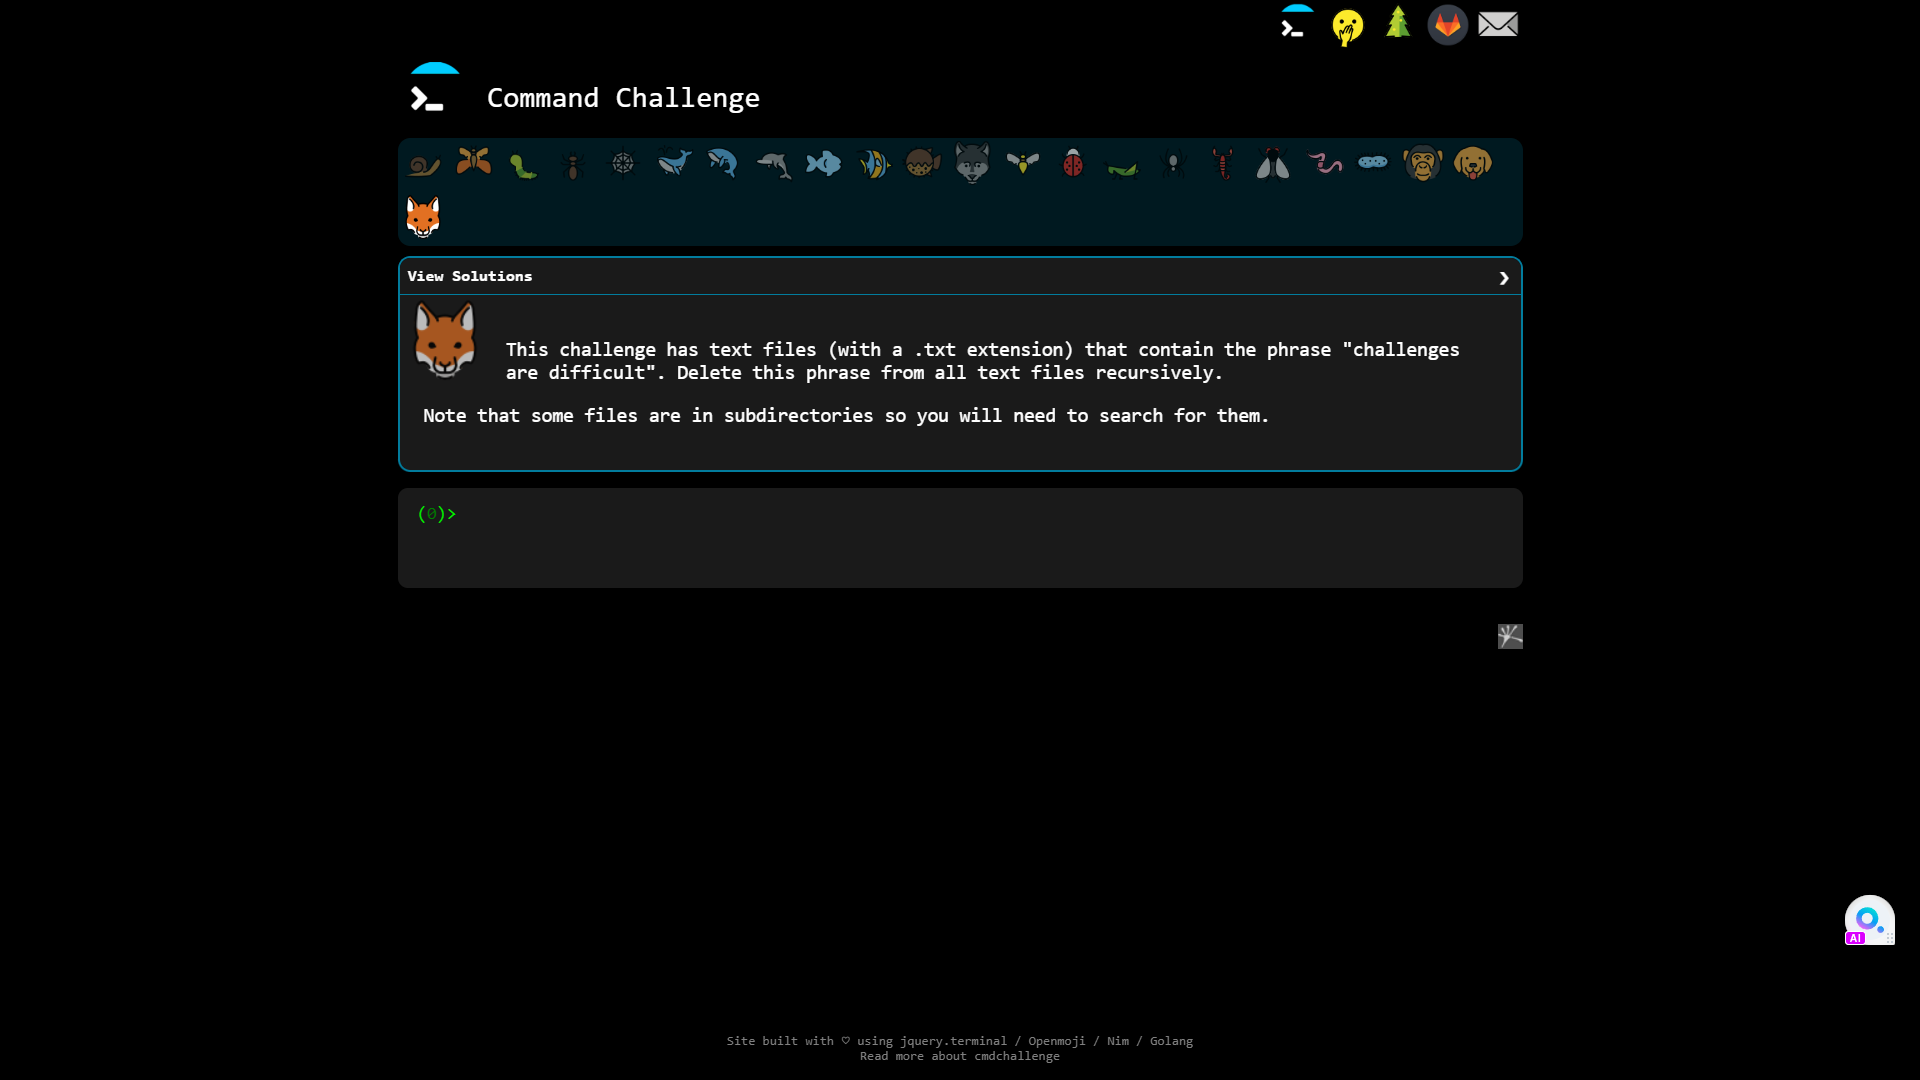 Command Challenge
View Solutions
This challenge has text files (with a .txt extension) that contain the phrase "challenges
are difficult". Delete this phrase from all text files recursively.
Note that some files are in subdirectories so you will need to search for them.
(0)>
AI
Site built with ♡ using jquery.terminal / Openmoji / Nim / Golang
Read more about cmdchallenge